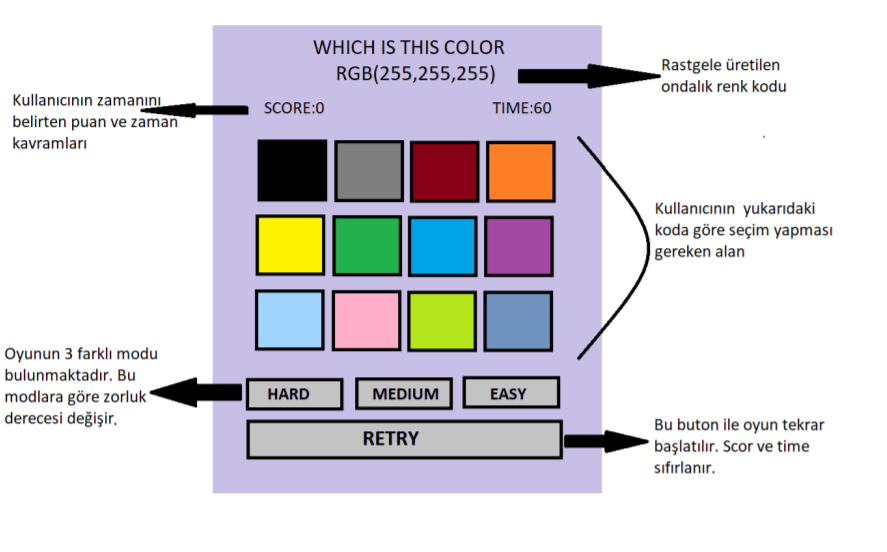 WHICH IS THIS COLOR
RGB(255,255,255)
Rastgele üretilen
ondalık renk kodu
Kullanıcının zamanını
belirten puan ve zaman
kavramları
SCORE:0
TIME:60
Kullanıcının yukarıdaki
koda göre seçim yapması
gereken alan
Oyunun 3 farklı modu
bulunmaktadır. Bu
modlara göre zorluk
derecesi değişir.
HARD
MEDIUM
EASY
RETRY
Bu buton ile oyun tekrar
başlatılır. Scor ve time
sıfırlanır.